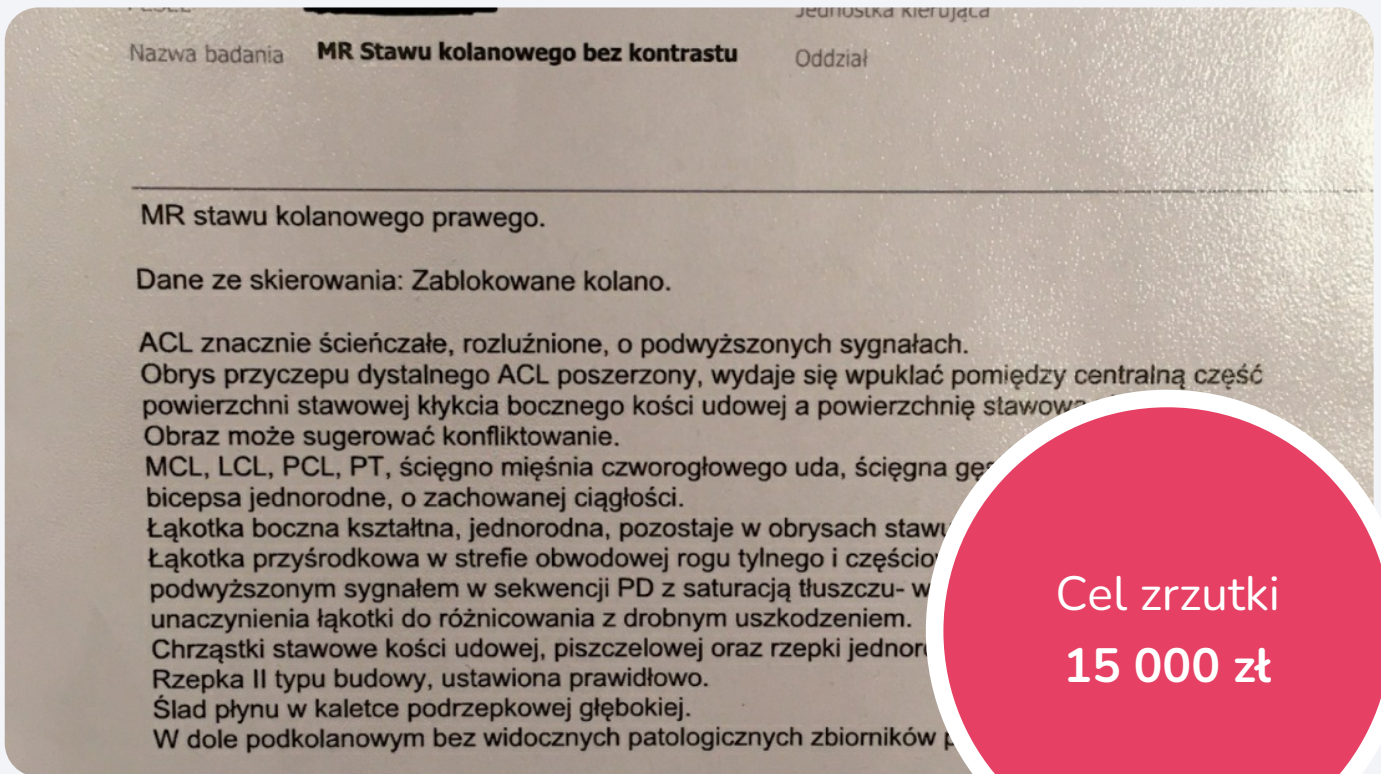 Jednostka kierująca
Nazwa badania MR Stawu kolanowego bez kontrastu Oddział
MR stawu kolanowego prawego.
Dane ze skierowania: Zablokowane kolano.
ACL znacznie ścieńczałe, rozluźnione, o podwyższonych sygnałach.
Obrys przyczepu dystalnego ACL poszerzony, wydaje się wpuklać pomiędzy centralną część
powierzchni stawowej kłykcia bocznego kości udowej a powierzchnię stawową
Obraz może sugerować konfliktowanie.
MCL, LCL, PCL, PT, ścięgno mięśnia czworogłowego uda, ścięgna
bicepsa jednorodne, o zachowanej ciągłości.
Łąkotka boczna kształtna, jednorodna, pozostaje w obrysach
Łąkotka przyśrodkowa w strefie obwodowej rogu tylnego i
podwyższonym sygnałem w sekwencji PD z saturacją tłuszczu-
unaczynienia łąkotki do różnicowania z drobnym uszkodzeniem.
Chrząstki stawowe kości udowej, piszczelowej oraz rzepki
Rzepka II typu budowy, ustawiona prawidłowo.
Ślad płynu w kaletce podrzepkowej głębokiej.
W dole podkolanowym bez widocznych patologicznych zbiorników
Cel zrzutki
15 000 zł